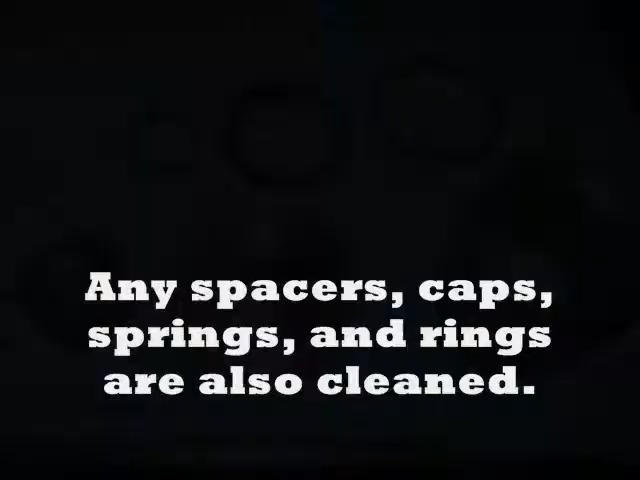 Any spacers, caps,
springs, and rings
are also cleaned.